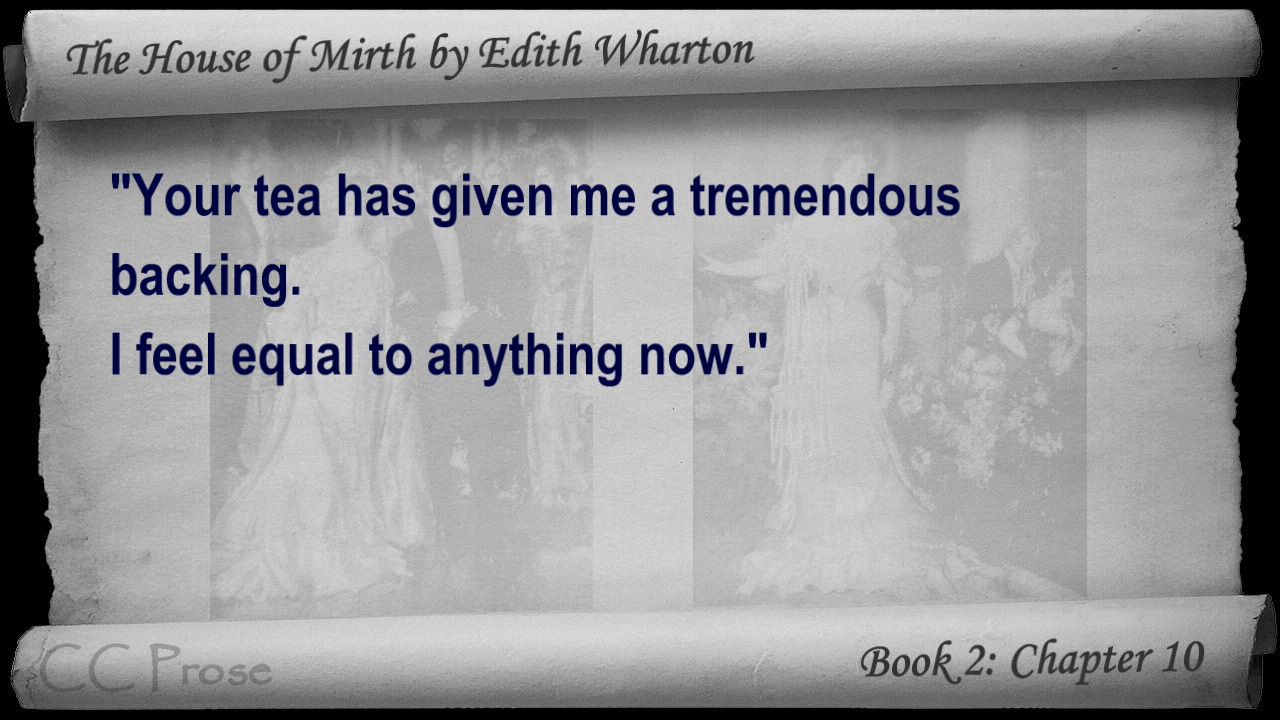 The House of Mirth by Edith Wharton
"Your tea has given me a tremendous
backing.
I feel equal to anything now."
CC Prose
Book 2: Chapter 10